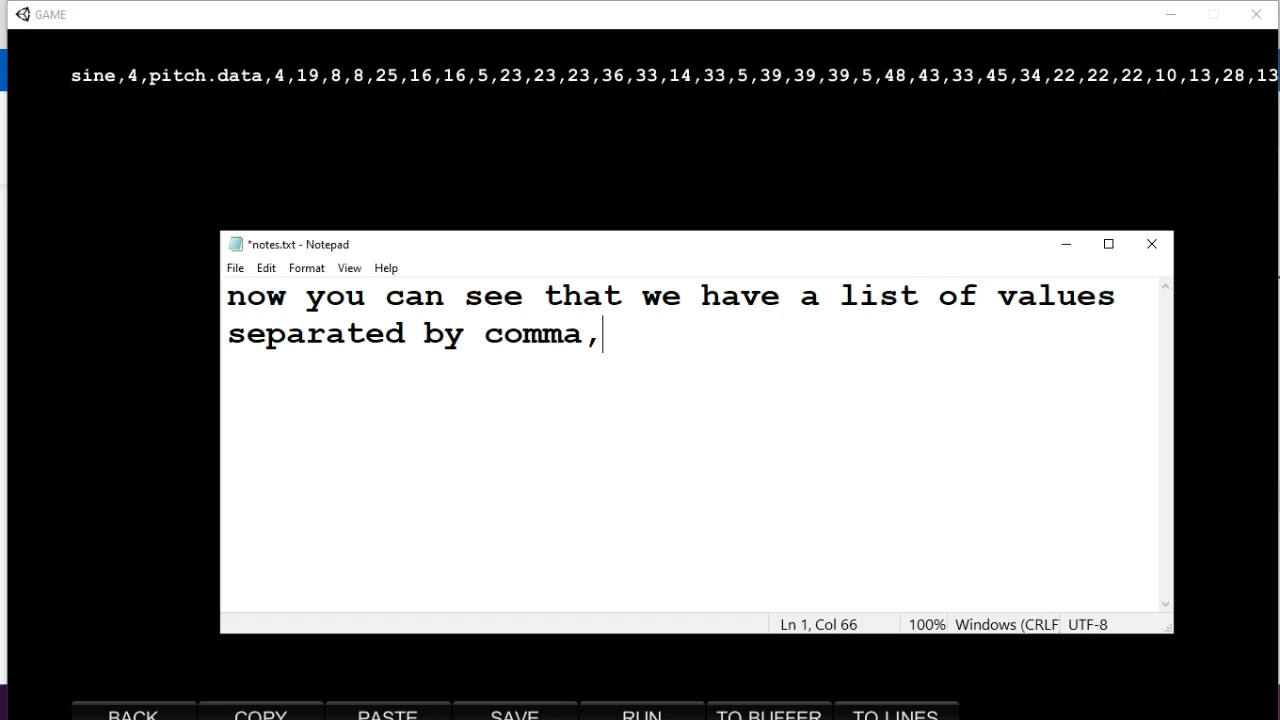 GAME
sine,4,pitch.data,4,19,8,8,25,16,16,5,23,23,23,36,33,14,33,5,39,39,39,5,48,43,33,45,34,22,22,22,10,13,28,13
*notes.txt - Notepad
File Edit Format View Help
now you can see that we have a list of values
separated by comma,
Ln 1, Col 66 100% Windows (CRLF UTF-8
BACK COPY PASTE SAVE RUN TO BUFFER TO LINES